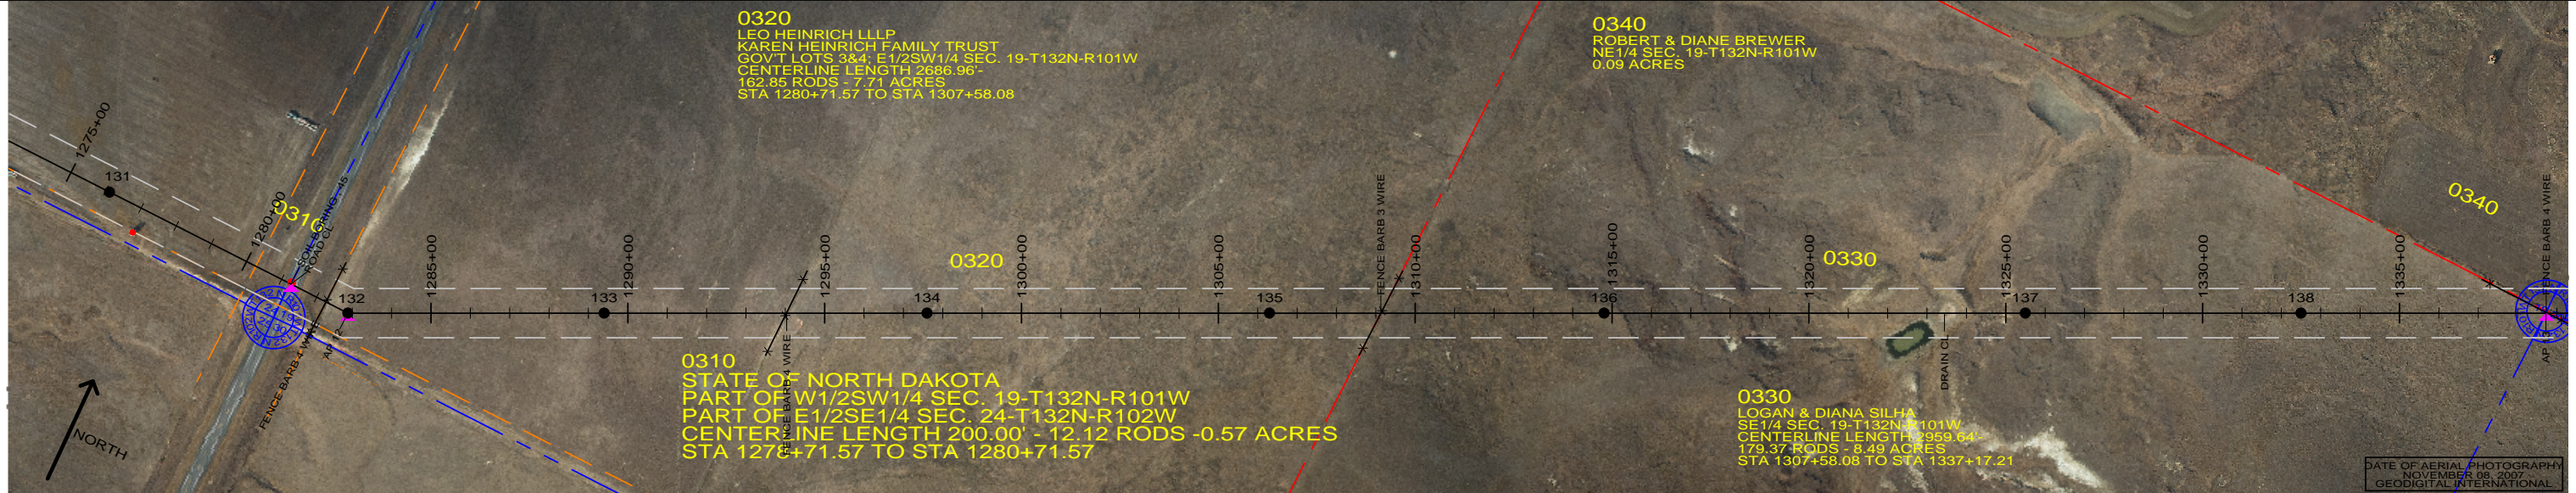 0320
LEO HEINRICH LLLP
KAREN HEINRICH FAMILY TRUST
GOV'T LOTS 3&4; E1/2SW1/4 SEC. 19-T132N-R101W
CENTERLINE LENGTH 2686.96'-
162.85 RODS - 7.71 ACRES
STA 1280+71.57 TO STA 1307+58.08
0340
ROBERT & DIANE BREWER
NE1/4 SEC. 19-T132N-R101W
0.09 ACRES
1275+00
131
1280+00
0310
SOIL BORING - 45
ROAD CL
132
1285+00
133
1290+00
1295+00
134
0320
1300+00
1305+00
135
FENCE BARB 3 WIRE
1310+00
136
1315+00
1320+00
0330
1325+00
137
1330+00
138
1335+00
0340
FENCE BARB 4 WIRE
FENCE BARB 4 WIRE
FENCE BARB 4 WIRE
DRAIN CL
NORTH
0310
STATE OF NORTH DAKOTA
PART OF W1/2SW1/4 SEC. 19-T132N-R101W
PART OF E1/2SE1/4 SEC. 24-T132N-R102W
CENTERLINE LENGTH 200.00' - 12.12 RODS -0.57 ACRES
STA 1278+71.57 TO STA 1280+71.57
0330
LOGAN & DIANA SILHA
SE1/4 SEC. 19-T132N-R101W
CENTERLINE LENGTH 2959.64'-
179.37 RODS - 8.49 ACRES
STA 1307+58.08 TO STA 1337+17.21
DATE OF AERIAL PHOTOGRAPHY
NOVEMBER 08, 2007
GEODIGITAL INTERNATIONAL